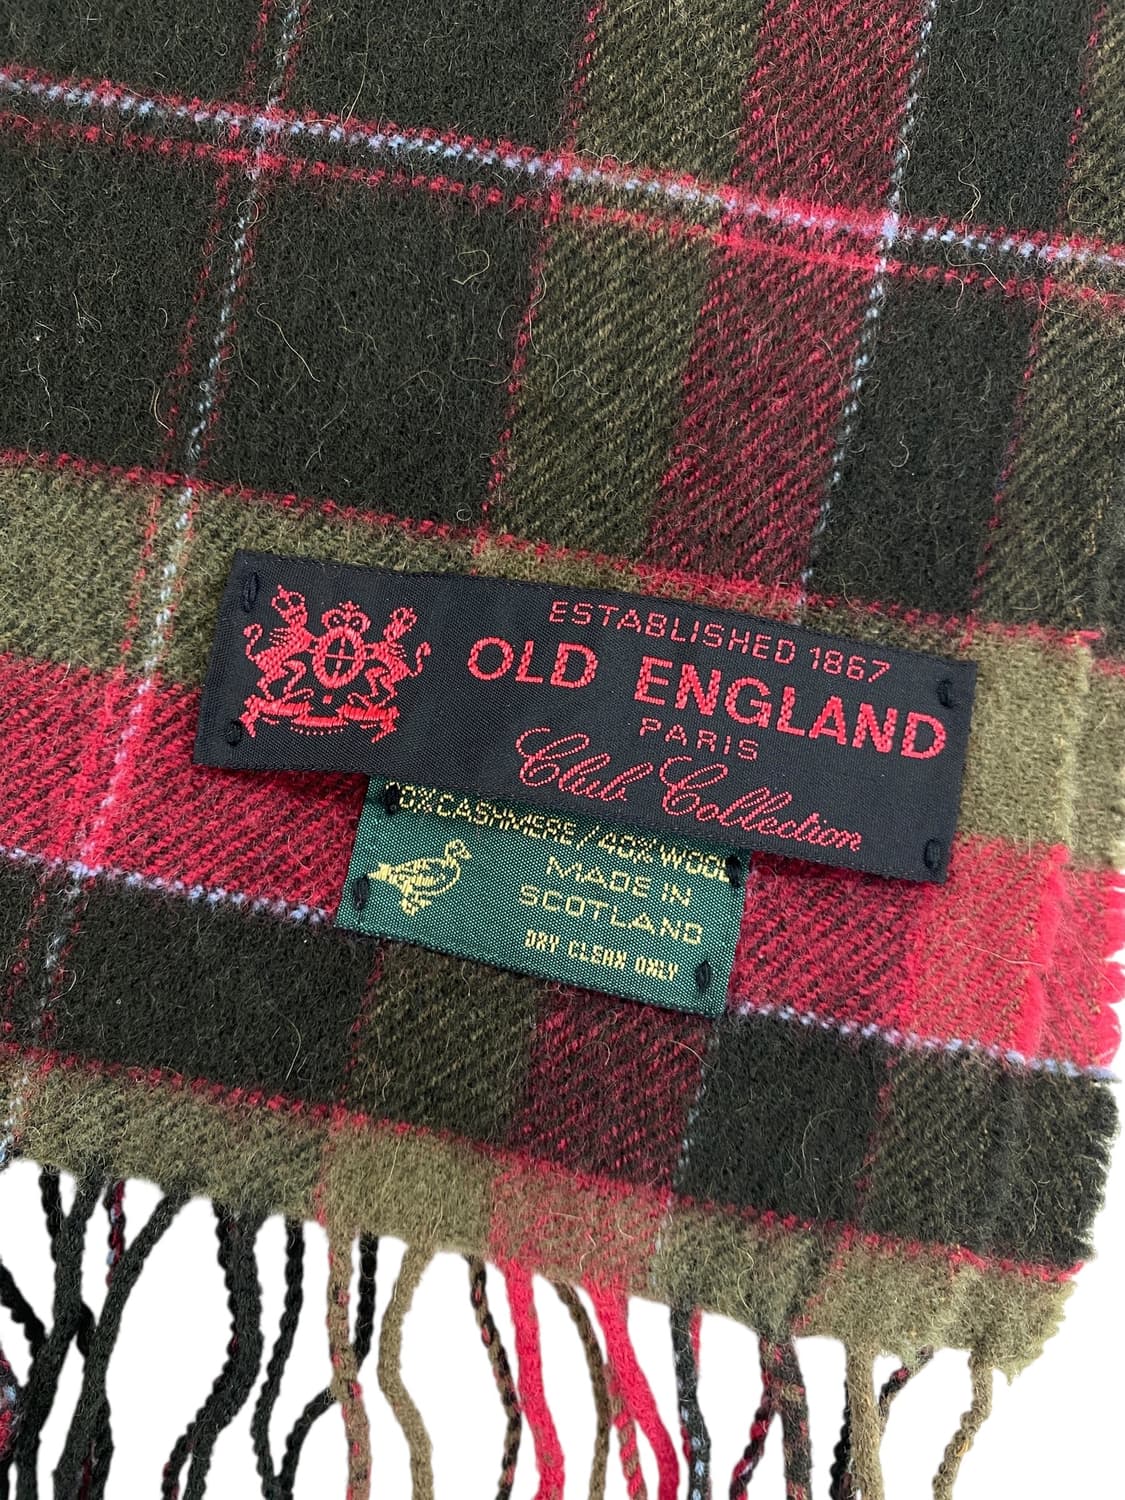 ESTABLISHED 1867
OLD ENGLAND
PARIS
Club Collection
CASHMERE/40% WOOL
MADE IN
SCOTLAND
DRY CLEAN ONLY